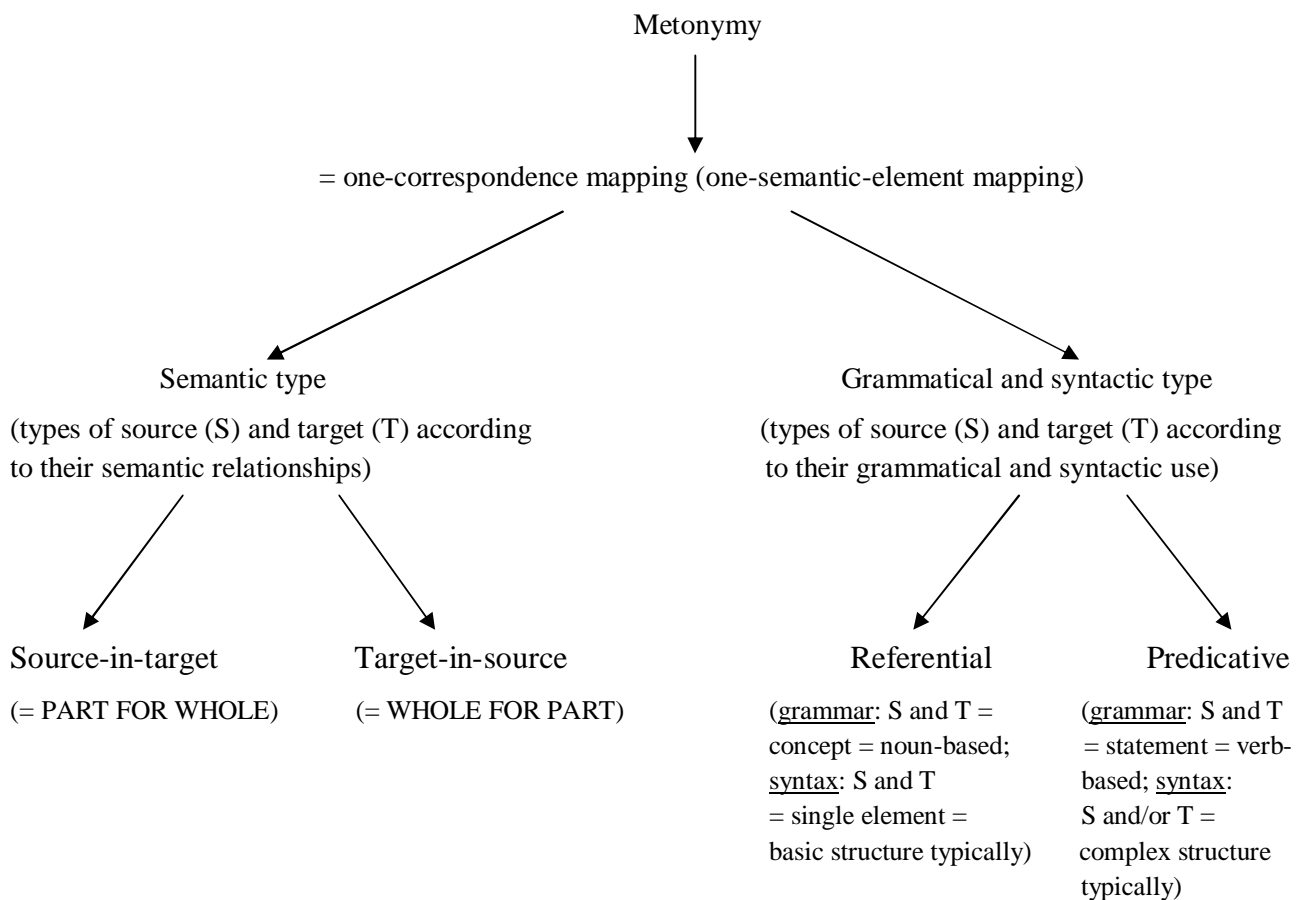 Metonymy
= one-correspondence mapping (one-semantic-element mapping)
Semantic type
(types of source (S) and target (T) according
to their semantic relationships)
Grammatical and syntactic type
(types of source (S) and target (T) according
to their grammatical and syntactic use)
Source-in-target
(= PART FOR WHOLE)
Target-in-source
(= WHOLE FOR PART)
Referential
(grammar: S and T =
concept = noun-based;
syntax: S and T
= single element =
basic structure typically)
Predicative
(grammar: S and T
= statement = verb-
based; syntax:
S and/or T =
complex structure
typically)